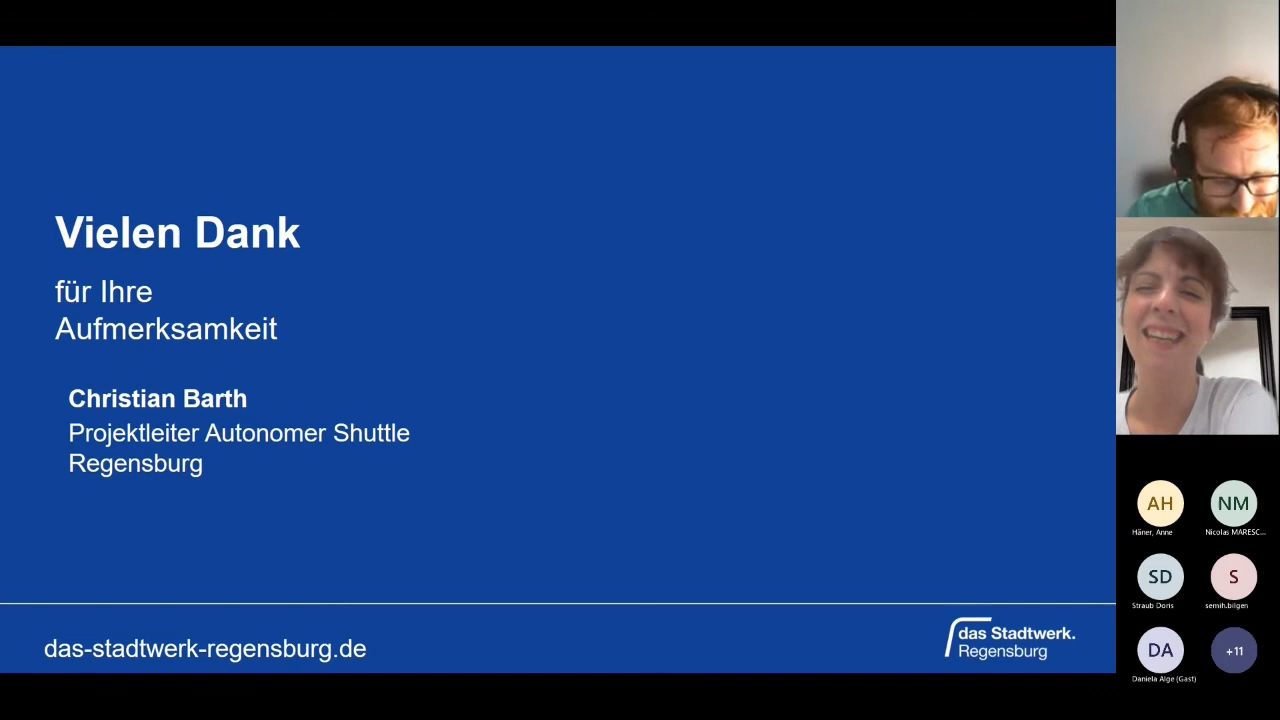 Vielen Dank
für Ihre
Aufmerksamkeit
Christian Barth
Projektleiter Autonomer Shuttle
Regensburg
das-stadtwerk-regensburg.de
das Stadtwerk.
Regensburg
AH
NM
Häner, Anne
Nicolas MARESC...
SD
S
Straub Doris
semih.bilgen
DA
+11
Daniela Alge (Gast)